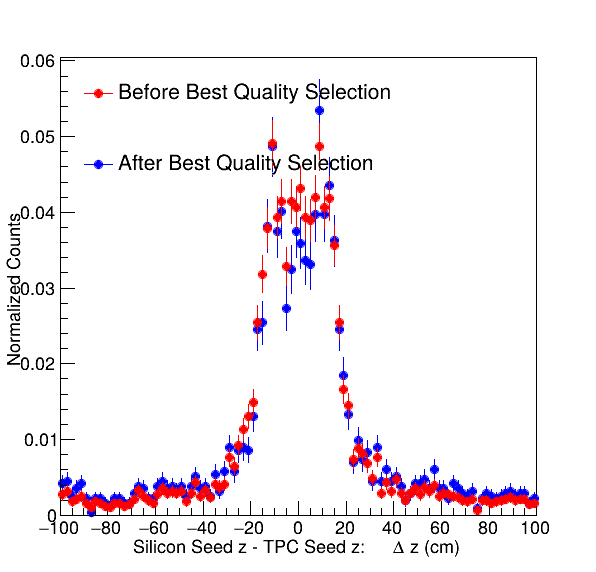 0.06
Before Best Quality Selection
0.05
After Best Quality Selection
0.04
Normalized Counts
0.03
0.02
0.01
0
−100 −80 −60 −40 −20 0 20 40 60 80 100
Silicon Seed z - TPC Seed z: Δ z (cm)